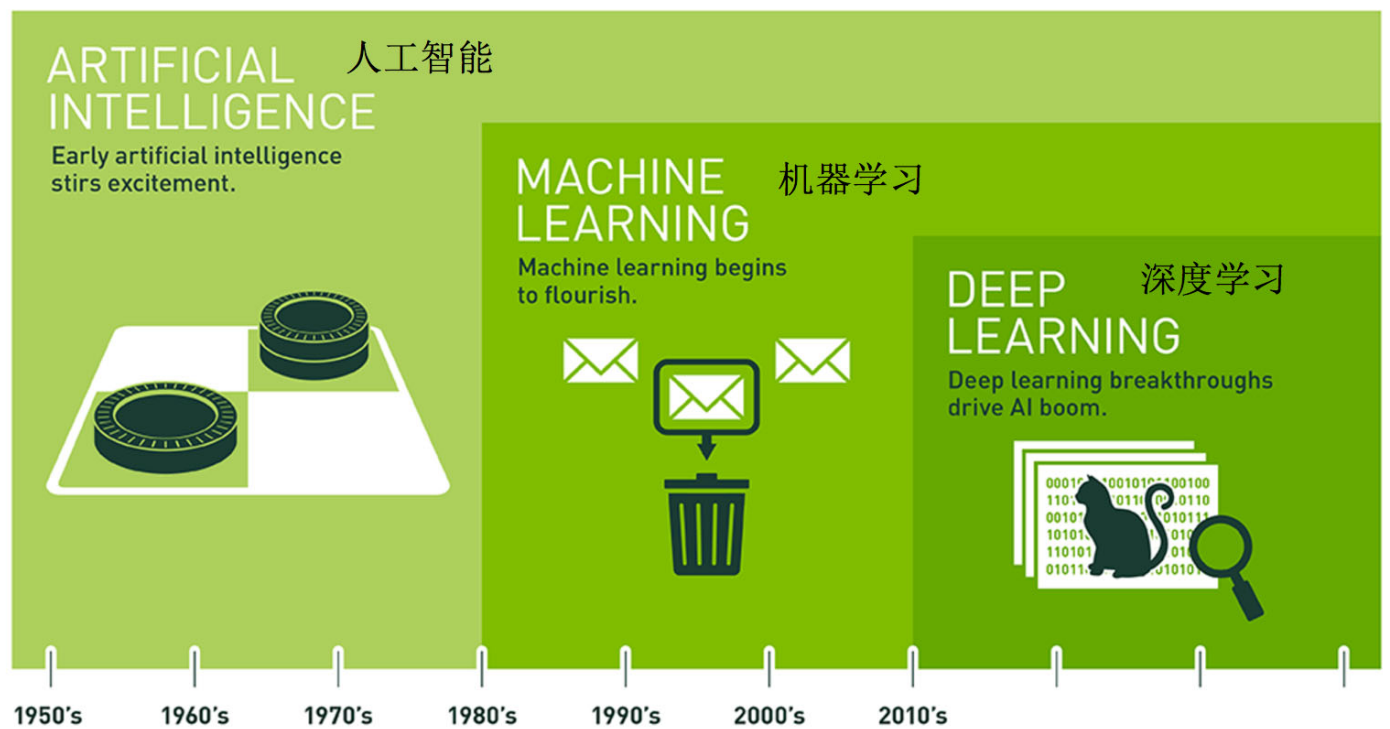 ARTIFICIAL
INTELLIGENCE
人工智能
Early artificial intelligence
stirs excitement.
MACHINE
LEARNING
机器学习
Machine learning begins
to flourish.
DEEP
LEARNING
深度学习
Deep learning breakthroughs
drive AI boom.
1950's
1960's
1970's
1980's
1990's
2000's
2010's